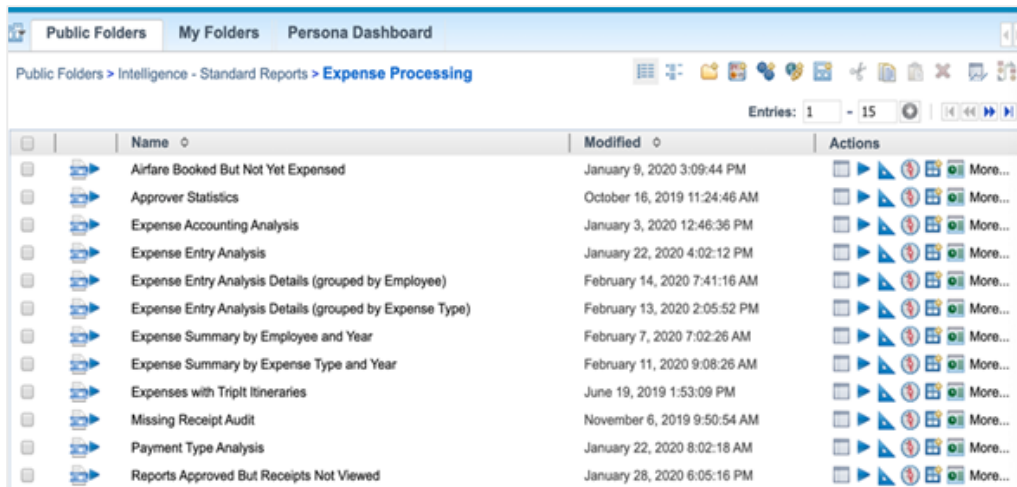 Public Folders My Folders Persona Dashboard
Public Folders > Intelligence - Standard Reports > Expense Processing
Entries: 1 - 15
Name Modified Actions
Airfare Booked But Not Yet Expensed January 9, 2020 3:09:44 PM More...
Approver Statistics October 16, 2019 11:24:46 AM More...
Expense Accounting Analysis January 3, 2020 12:46:36 PM More...
Expense Entry Analysis January 22, 2020 4:02:12 PM More...
Expense Entry Analysis Details (grouped by Employee) February 14, 2020 7:41:16 AM More...
Expense Entry Analysis Details (grouped by Expense Type) February 13, 2020 2:05:52 PM More...
Expense Summary by Employee and Year February 7, 2020 7:02:26 AM More...
Expense Summary by Expense Type and Year February 11, 2020 9:08:26 AM More...
Expenses with TripIt Itineraries June 19, 2019 1:53:09 PM More...
Missing Receipt Audit November 6, 2019 9:50:54 AM More...
Payment Type Analysis January 22, 2020 8:02:18 AM More...
Reports Approved But Receipts Not Viewed January 28, 2020 6:05:16 PM More...